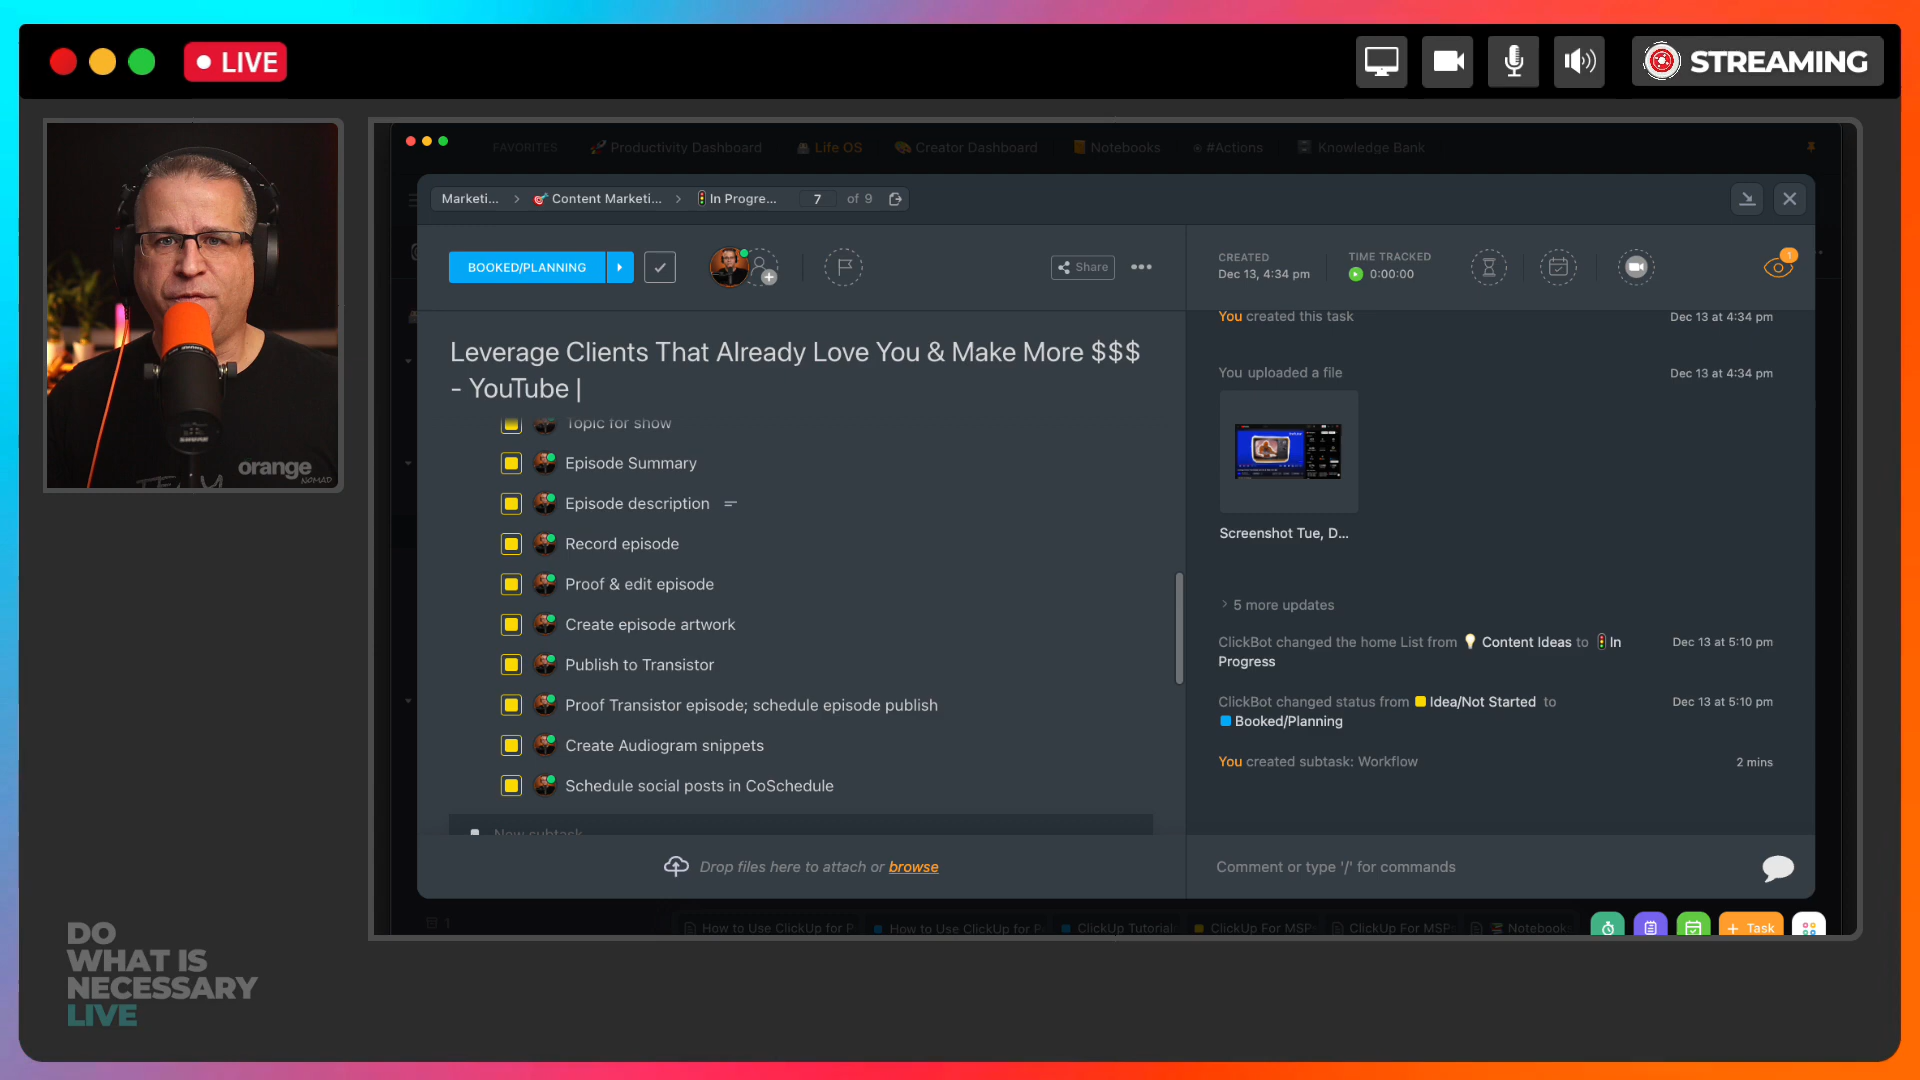 LIVE
STREAMING
FAVORITES
Productivity Dashboard
Life OS
Creator Dashboard
Notebooks
#Actions
Knowledge Bank
Marketi...
Content Marketi...
In Progre...
7
of 9
BOOKED/PLANNING
Share
CREATED
Dec 13, 4:34 pm
TIME TRACKED
0:00:00
1
Leverage Clients That Already Love You & Make More $$$
- YouTube |
Topic for show
Episode Summary
Episode description
Record episode
Proof & edit episode
Create episode artwork
Publish to Transistor
Proof Transistor episode; schedule episode publish
Create Audiogram snippets
Schedule social posts in CoSchedule
New subtask
Drop files here to attach or browse
You created this task
Dec 13 at 4:34 pm
You uploaded a file
Dec 13 at 4:34 pm
Screenshot Tue, D...
5 more updates
ClickBot changed the home List from Content Ideas to In
Progress
Dec 13 at 5:10 pm
ClickBot changed status from Idea/Not Started to
Booked/Planning
Dec 13 at 5:10 pm
You created subtask: Workflow
2 mins
Comment or type '/' for commands
1
How to Use ClickUp for P
How to Use ClickUp for P
ClickUp Tutorial
ClickUp For MSP
ClickUp For MSP
Notebook
+ Task
orange
NOMAD
SHURE
DO
WHAT IS
NECESSARY
LIVE